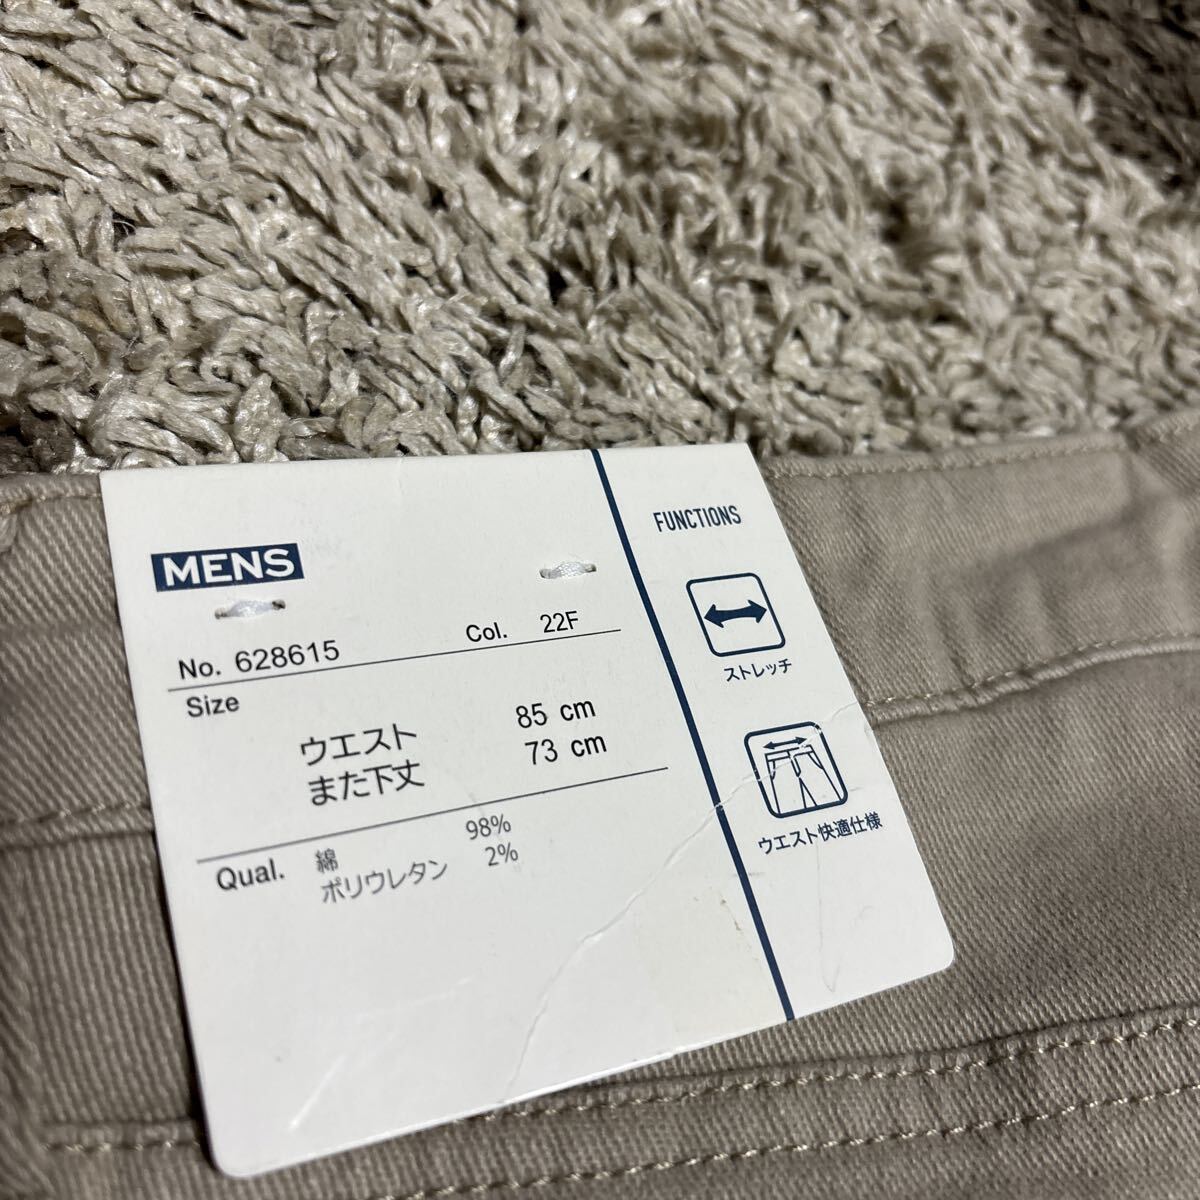 MENS
No. 628615 Col. 22F
Size
ウエスト 85 cm
また下丈 73 cm
Qual. 綿 98%
ポリウレタン 2%
FUNCTIONS
ストレッチ
ウエスト快適仕様